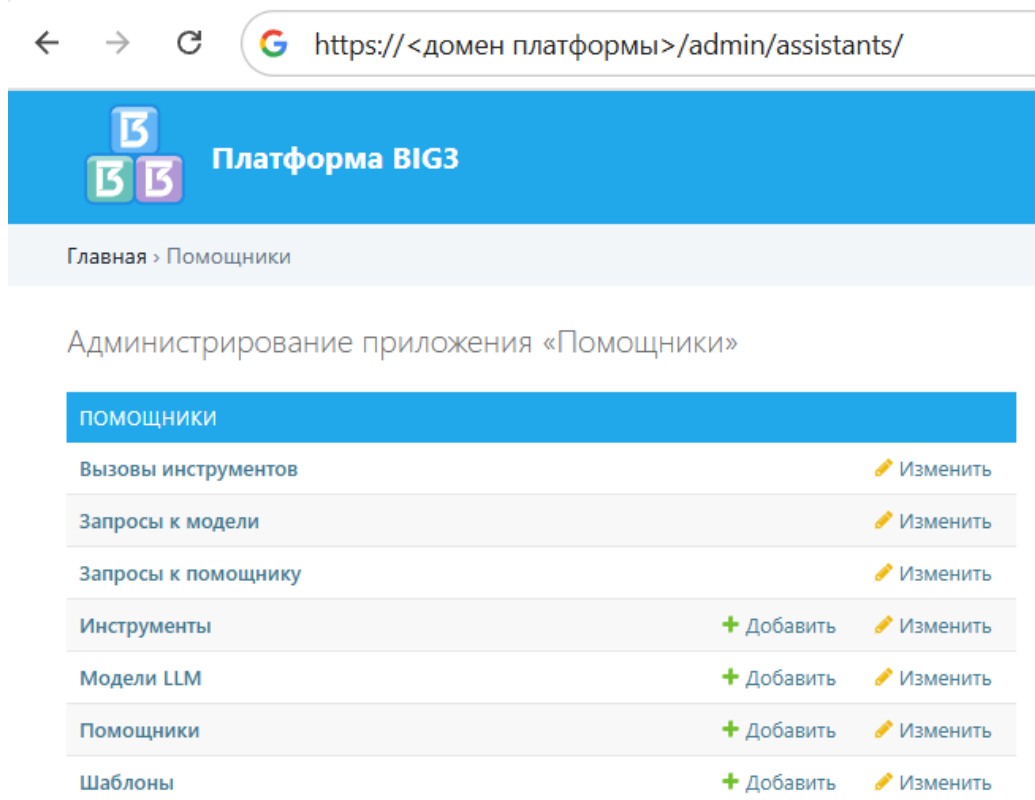 https://<домен платформы>/admin/assistants/
Платформа BIG3
Главная › Помощники
Администрирование приложения «Помощники»
ПОМОЩНИКИ
Вызовы инструментов Изменить
Запросы к модели Изменить
Запросы к помощнику Изменить
Инструменты Добавить Изменить
Модели LLM Добавить Изменить
Помощники Добавить Изменить
Шаблоны Добавить Изменить